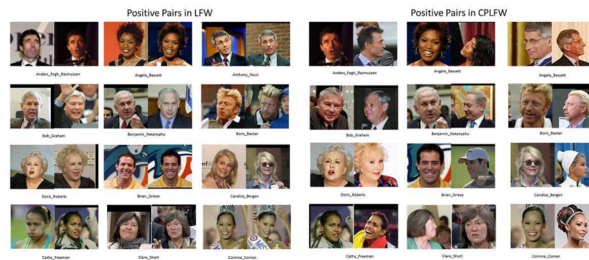 Positive Pairs in LFW
Positive Pairs in CPLFW
Anders_Fogh_Rasmussen
Angela_Bassett
Anthony_Fauci
Anders_Fogh_Rasmussen
Angela_Bassett
Angela_Bassett
Bob_Graham
Benjamin_Netanyahu
Boris_Becker
Bob_Graham
Benjamin_Netanyahu
Boris_Becker
Doris_Roberts
Brian_Griese
Candice_Bergen
Doris_Roberts
Brian_Griese
Candice_Bergen
Cathy_Freeman
Clare_Short
Corinne_Coman
Cathy_Freeman
Clare_Short
Corinne_Coman